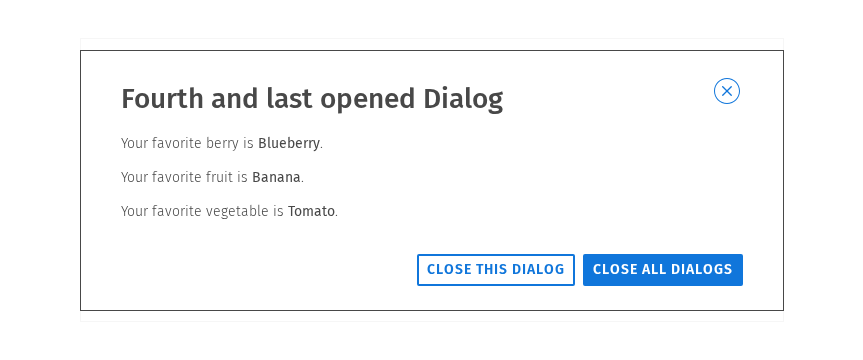 Fourth and last opened Dialog
Your favorite berry is Blueberry.
Your favorite fruit is Banana.
Your favorite vegetable is Tomato.
CLOSE THIS DIALOG CLOSE ALL DIALOGS